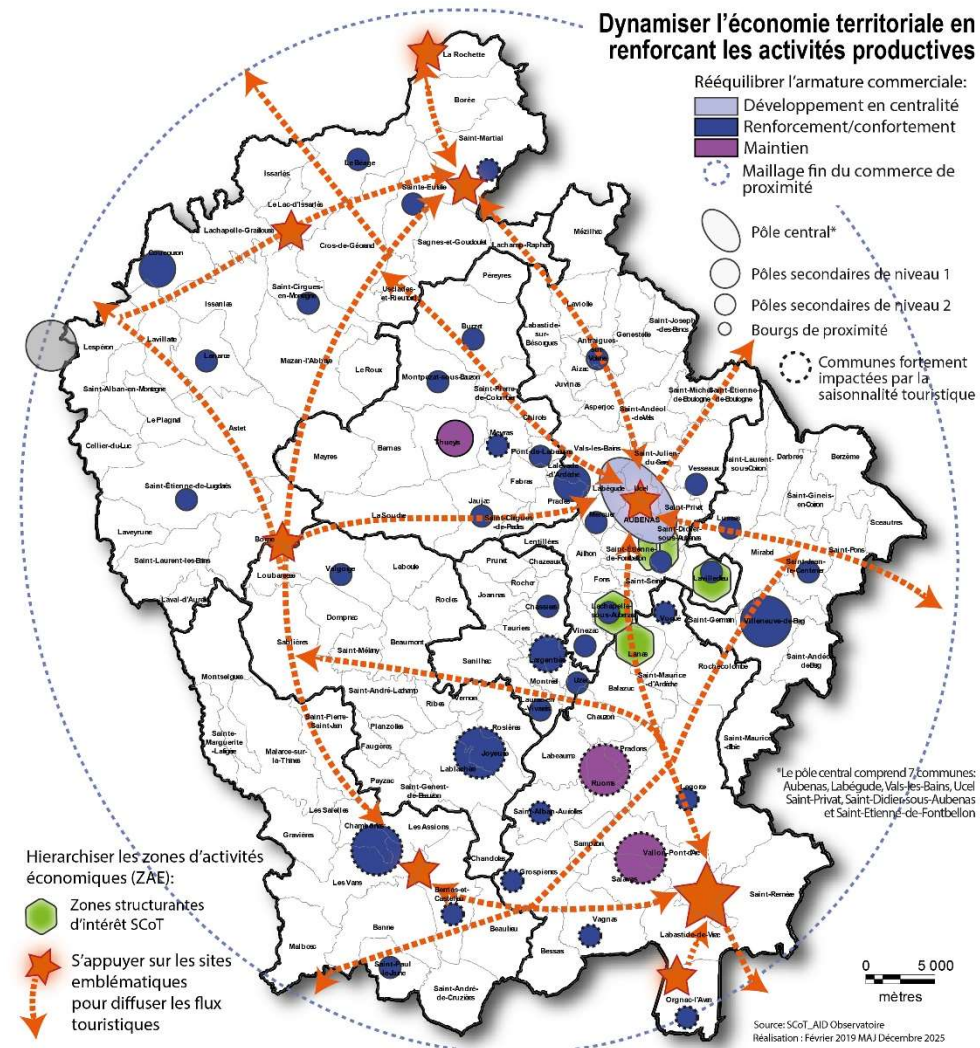 Dynamiser l'économie territoriale en
renforcant les activités productives
Rééquilibrer l'armature commerciale:
Développement en centralité
Renforcement/confortement
Maintien
Maillage fin du commerce de
proximité
Pôle central*
Pôles secondaires de niveau 1
Pôles secondaires de niveau 2
Bourgs de proximité
Communes fortement
impactées par la
saisonnalité touristique
La Rochette
Borée
Saint-Martial
Issarlès
Le Béage
Sainte-Eulalie
Le Lac-d'Issarlès
Lachapelle-Graillouse
Cros-de-Géorand
Sagnes-et-Goudoulet
Lachamp-Raphaël
Mézilhac
Coucouron
Issanlas
Saint-Cirgues-
en-Montagne
Usclades-
et-Rieutord
Péreyres
Lespéron
Lavillatte
Lanarce
Mazan-l'Abbaye
Le Roux
Burzet
Labastide-
sur-
Bésorgues
Laviolle
Antraigues-
sur-
Volane
Genestelle
Saint-Joseph
-des-Bancs
Aizac
Juvinas
Saint-Alban-en-Montagne
Montpezat-sous-Bauzon
Saint-Pierre-
de-Colombier
Chirols
Asperjoc
Saint-Andéol
-de-Vals
Le Plagnal
Astet
Mayres
Barnas
Thueyts
Meyras
Pont-de-Labeaume
Vals-les-Bains
Saint-Julien
-du-Serre
Cellier-du-Luc
Fabras
Lalevade
-d'Ardèche
Labégude
Ucel
Vesseaux
Saint-Laurent
-sous-Coiron
Darbres
Berzème
Saint-Étienne-de-Lugdarès
Jaujac
Prades
Mercuer
AUBENAS
Saint-Privat
Lussas
Saint-Gineis-
en-Coiron
Sceautres
Laveyrune
La Souche
Saint-Cirgues
-de-Prades
Ailhon
Saint-Didier
-sous-Aubenas
Saint-Étienne-
de-Fontbellon
Mirabel
Saint-Pons
Borne
Lentillères
Saint-Laurent-les-Bains
Loubaresse
Valgorge
Laboule
Prunet
Chazeaux
Fons
Saint-Sernin
Lavilledieu
Saint-Jean-
le-Centenier
Laval-d'Aurelle
Rocles
Joannas
Rocher
Chassiers
Lachapelle-
sous-Aubenas
Vogüé
Saint-Germain
Villeneuve-de-Berg
Dompnac
Beaumont
Tauriers
Vinezac
Lanas
Sablières
Saint-Mélany
Sanilhac
Largentière
Montréal
Uzer
Balazuc
Saint-Maurice
-d'Ardèche
Rochecolombe
Montselgues
Saint-André-Lachamp
Ribes
Vernon
Chauzon
Saint-Pierre-
Saint-Jean
Planzolles
Rosières
Sainte-
Marguerite
-Lafigère
Faugères
Joyeuse
Labeaume
Pradons
Malarce-sur-
la-Thines
Lablachère
Ruoms
Payzac
Saint-Genest-
de-Beauzon
Lagorce
Les Salelles
Saint-Alban-Auriolles
Gravières
Chambonas
Les Assions
Sampzon
Vallon-Pont-d'Arc
Chandolas
Grospierres
Salavas
Saint-Remèze
Les Vans
Berrias-et-
Casteljau
Banne
Beaulieu
Vagnas
Labastide-de-Virac
Malbosc
Bessas
Saint-Paul-
le-Jeune
Saint-André-
de-Cruzières
Orgnac-l'Aven
*Le pôle central comprend 7 communes:
Aubenas, Labégude, Vals-les-Bains, Ucel
Saint-Privat, Saint-Didier-sous-Aubenas
et Saint-Etienne-de-Fontbellon
Hierarchiser les zones d'activités
économiques (ZAE):
Zones structurantes
d'intérêt SCoT
S'appuyer sur les sites
emblématiques
pour diffuser les flux
touristiques
0 5 000
mètres
Source: SCoT_AID Observatoire
Réalisation : Février 2019 MAJ Décembre 2025